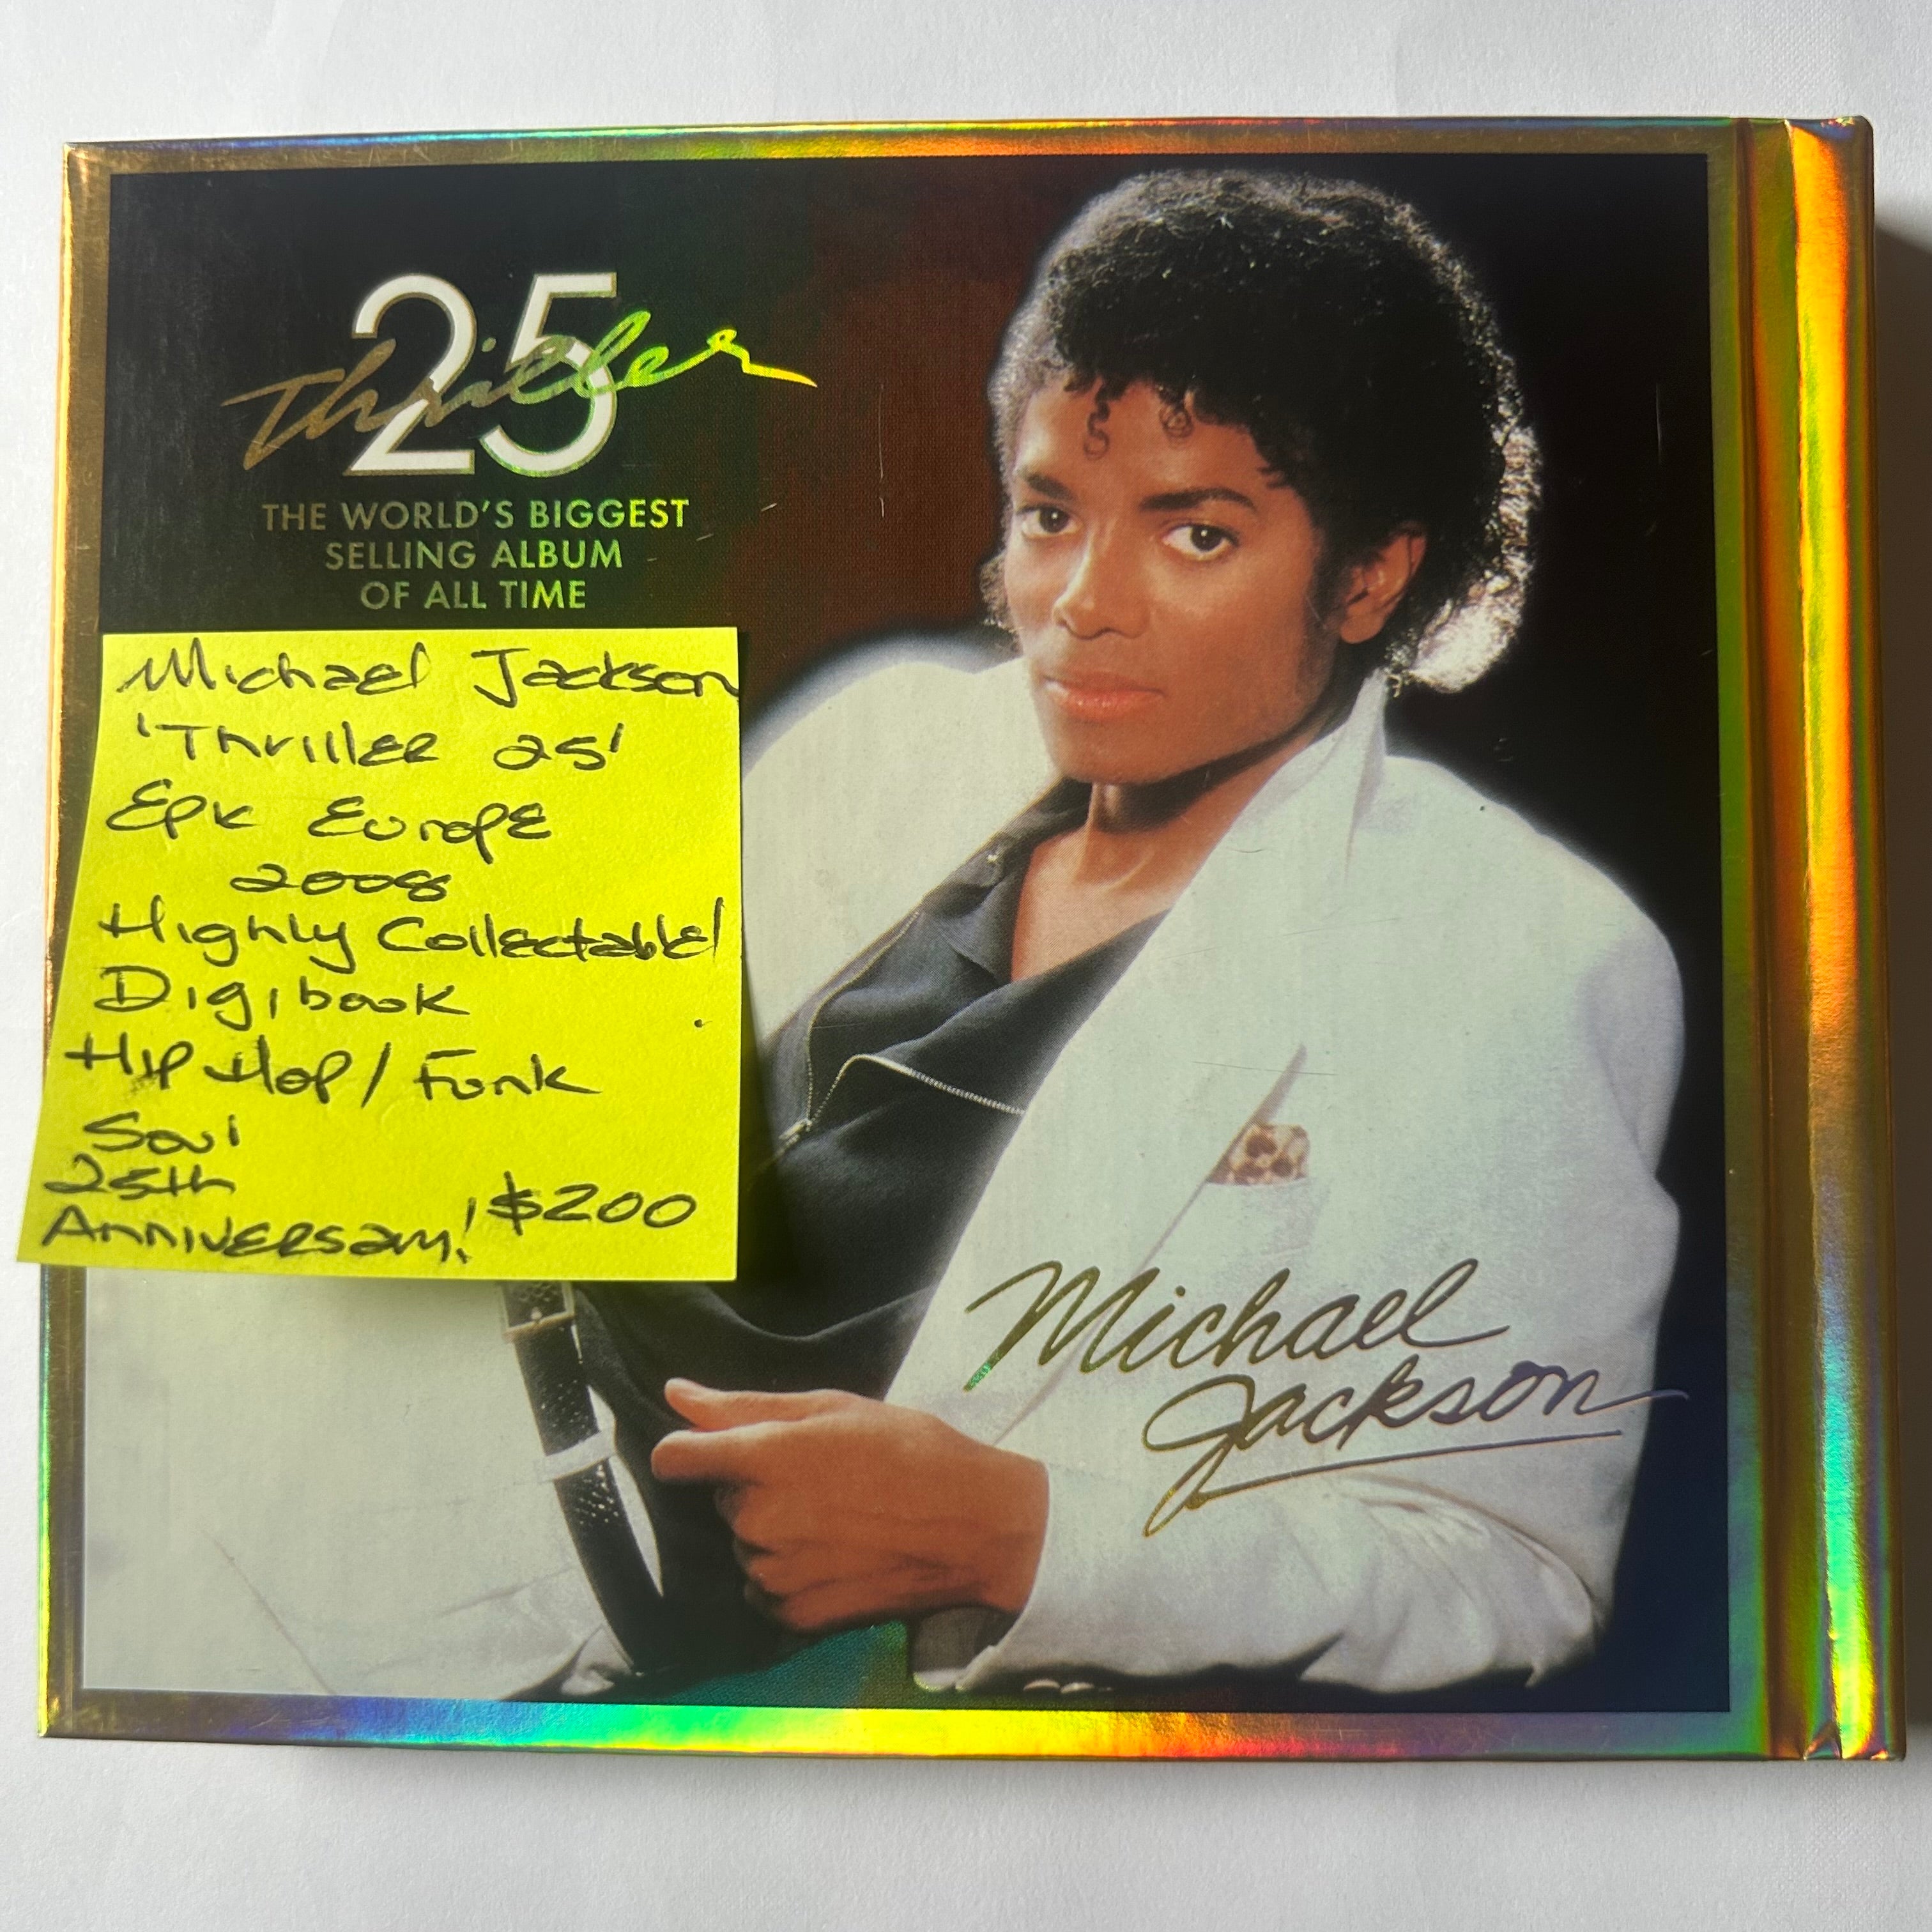 25
Thriller
THE WORLD'S BIGGEST
SELLING ALBUM
OF ALL TIME
Michael Jackson
'Thriller 25'
Epic Europe
2008
Highly Collectable!
Digibook
Hip Hop / Funk
Soul
25th
Anniversary! $200
Michael
Jackson